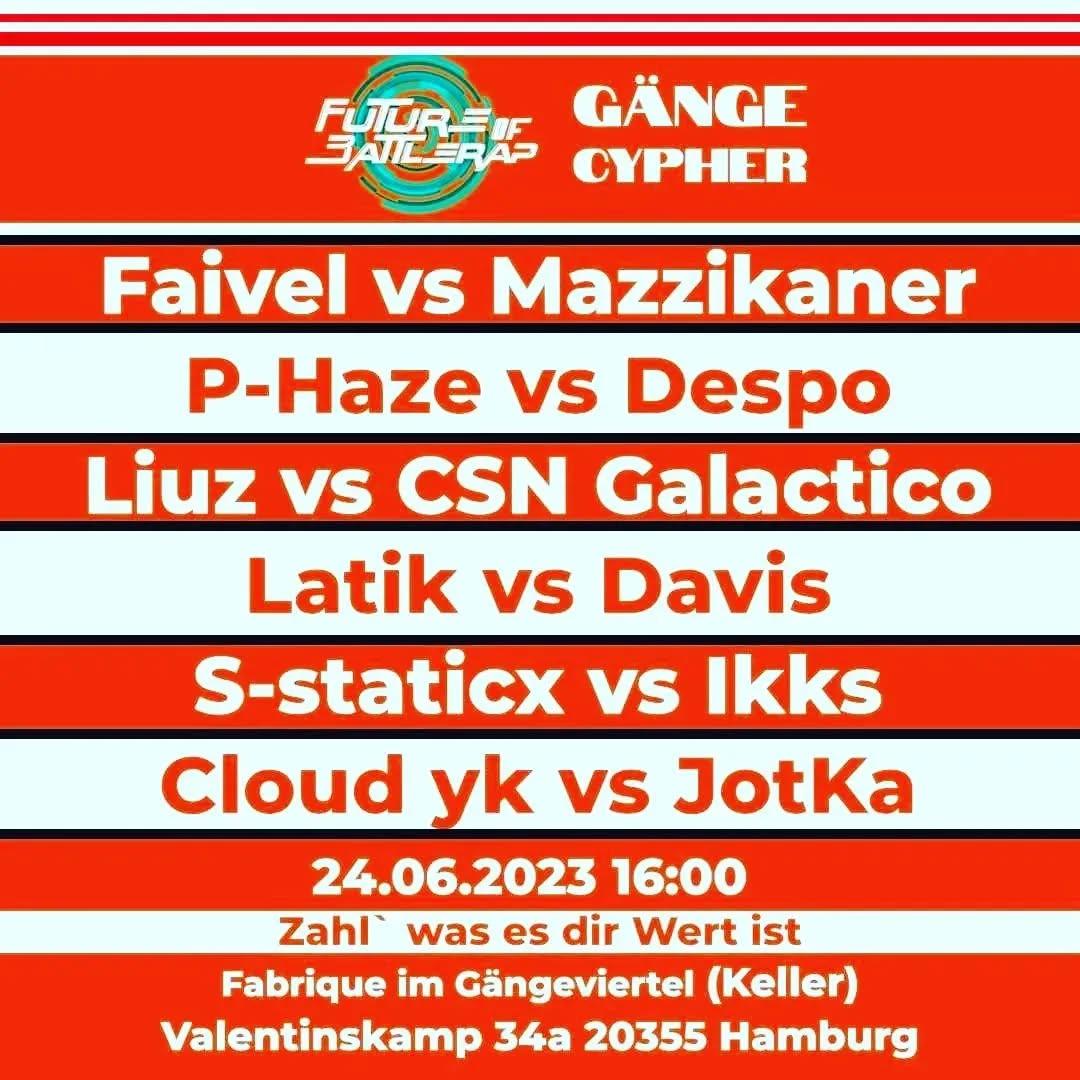 FUTURE OF
BATTLERAP
GÄNGE
CYPHER
Faivel vs Mazzikaner
P-Haze vs Despo
Liuz vs CSN Galactico
Latik vs Davis
S-staticx vs Ikks
Cloud yk vs JotKa
24.06.2023 16:00
Zahl` was es dir Wert ist
Fabrique im Gängeviertel (Keller)
Valentinskamp 34a 20355 Hamburg